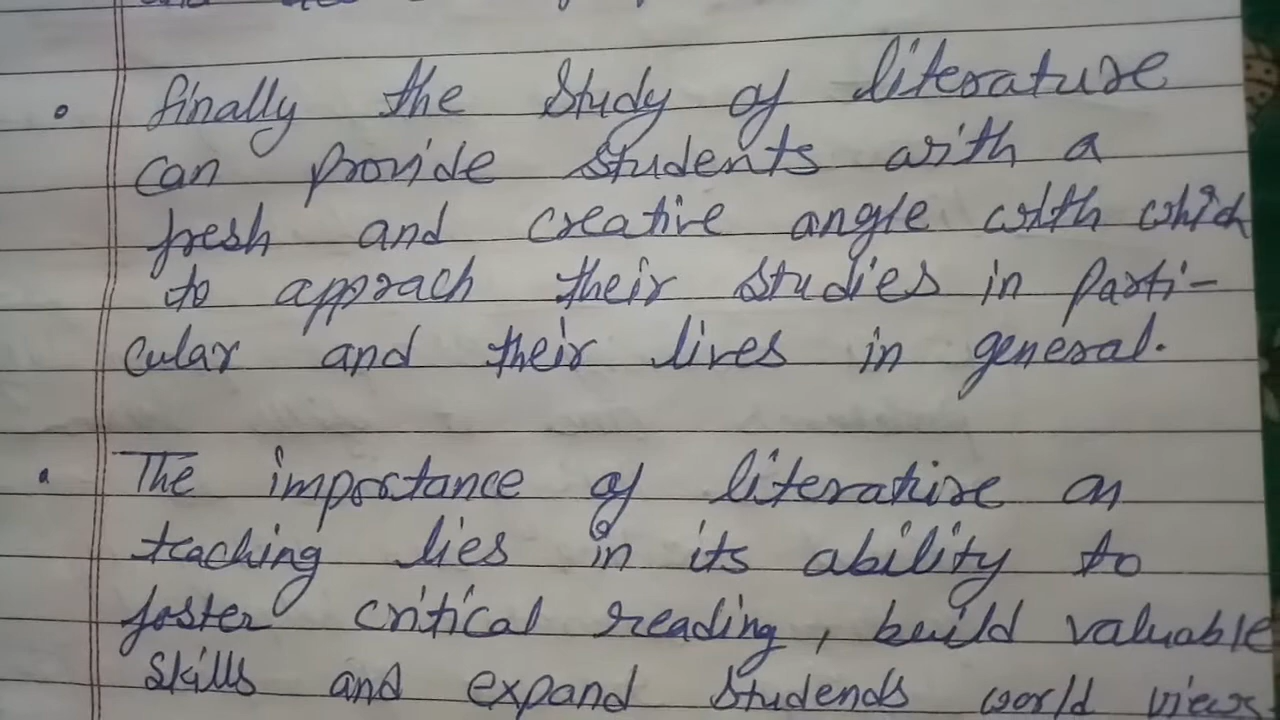 finally the study of literature
can provide students with a
fresh and creative angle with which
to apprach their studies in parti-
cular and their lives in general.
The importance of literature on
teaching lies in its ability to
foster critical reading, build valuable
skills and expand studends world views